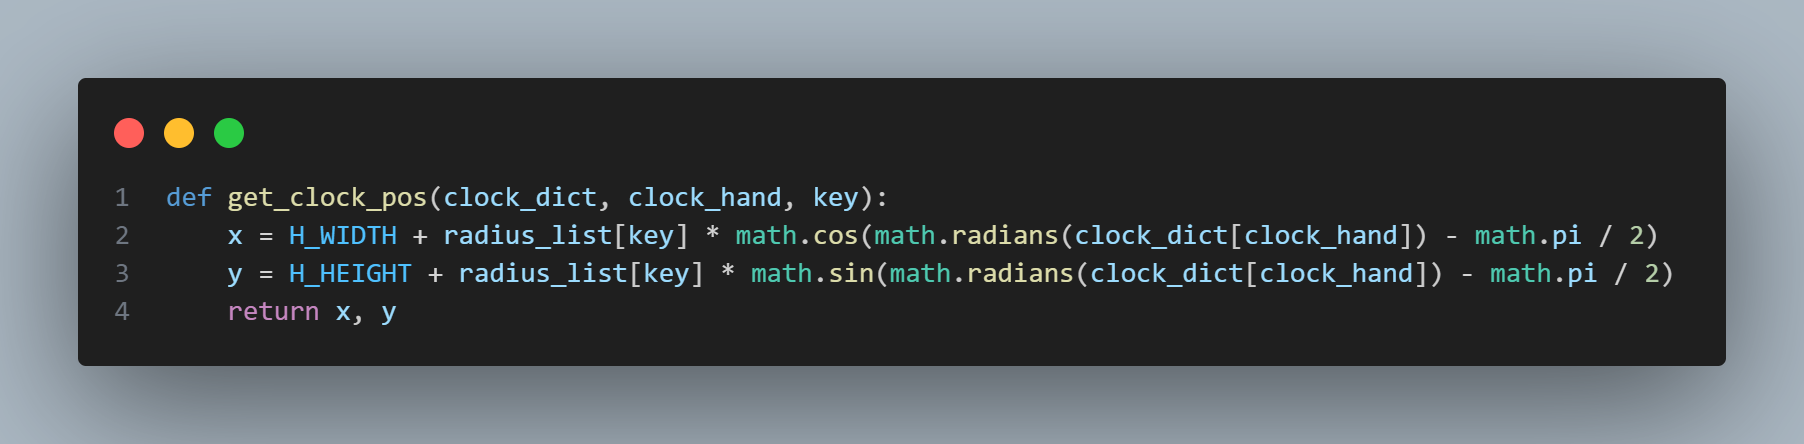 1 def get_clock_pos(clock_dict, clock_hand, key):
2     x = H_WIDTH + radius_list[key] * math.cos(math.radians(clock_dict[clock_hand]) - math.pi / 2)
3     y = H_HEIGHT + radius_list[key] * math.sin(math.radians(clock_dict[clock_hand]) - math.pi / 2)
4     return x, y